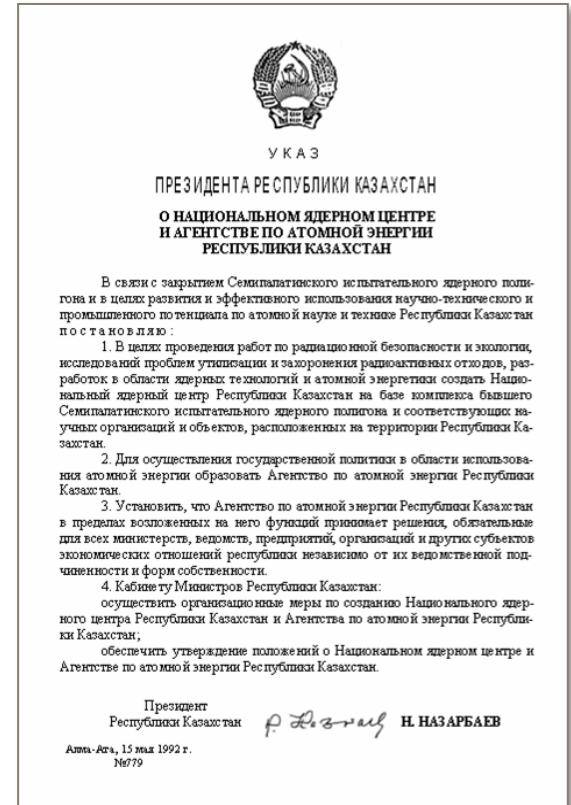 УКАЗ
ПРЕЗИДЕНТА РЕСПУБЛИКИ КАЗАХСТАН
О НАЦИОНАЛЬНОМ ЯДЕРНОМ ЦЕНТРЕ
И АГЕНТСТВЕ ПО АТОМНОЙ ЭНЕРГИИ
РЕСПУБЛИКИ КАЗАХСТАН
В связи с закрытием Семипалатинского испытательного ядерного поли-
гона и в целях развития и эффективного использования научно-технического и
промышленного потенциала по атомной науке и технике Республики Казахстан
постановляю:
1. В целях проведения работ по радиационной безопасности и экологии,
исследований проблем утилизации и захоронения радиоактивных отходов, раз-
работок в области ядерных технологий и атомной энергетики создать Нацио-
нальный ядерный центр Республики Казахстан на базе комплекса бывшего
Семипалатинского испытательного ядерного полигона и соответствующих на-
учных организаций и объектов, расположенных на территории Республики Ка-
захстан.
2. Для осуществления государственной политики в области использова-
ния атомной энергии образовать Агентство по атомной энергии Республики
Казахстан.
3. Установить, что Агентство по атомной энергии Республики Казахстан
в пределах возложенных на него функций принимает решения, обязательные
для всех министерств, ведомств, предприятий, организаций и других субъектов
экономических отношений республики независимо от их ведомственной под-
чиненности и форм собственности.
4. Кабинету Министров Республики Казахстан:
осуществить организационные меры по созданию Национального ядер-
ного центра Республики Казахстан и Агентства по атомной энергии Республи-
ки Казахстан;
обеспечить утверждение положений о Национальном ядерном центре и
Агентстве по атомной энергии Республики Казахстан.
Президент
Республики Казахстан Н. НАЗАРБАЕВ
Алма-Ата, 15 мая 1992 г.
№779